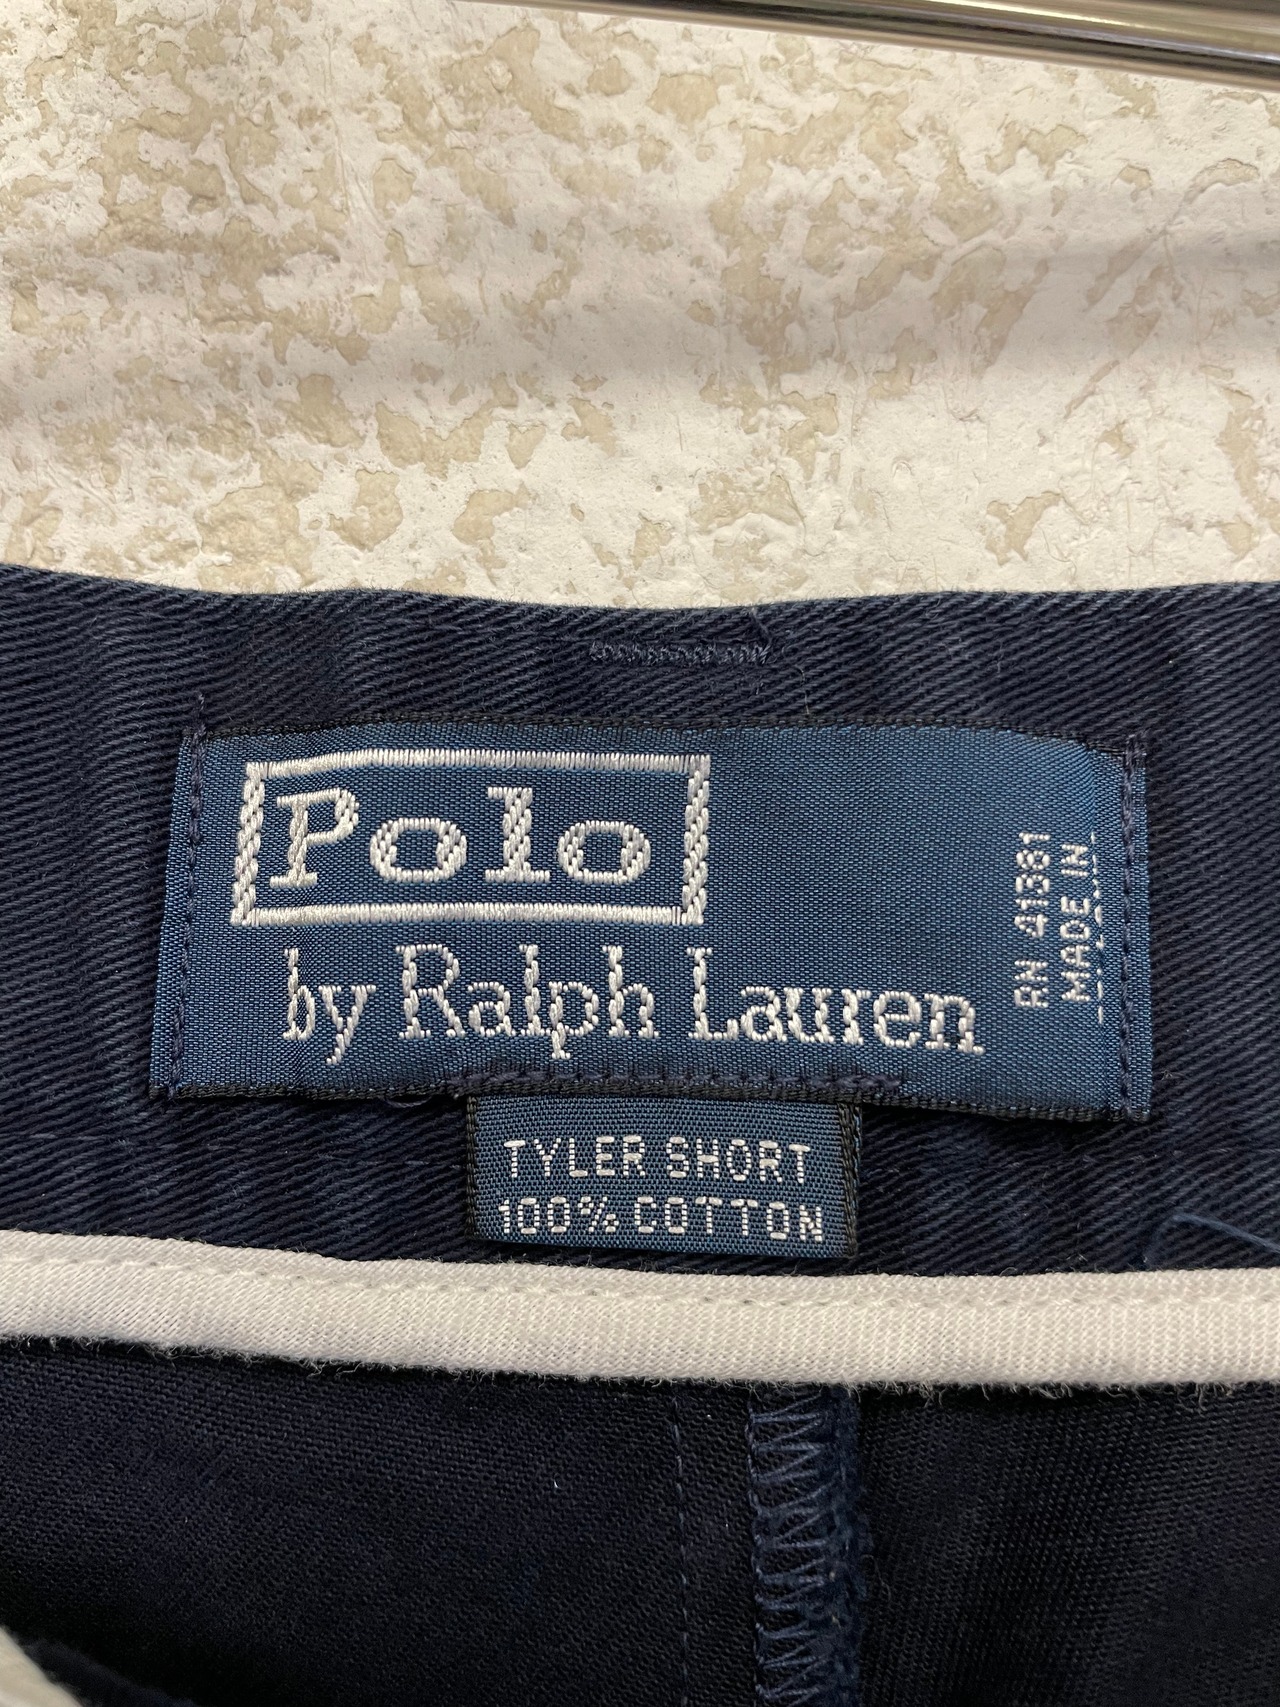 Polo
by Ralph Lauren
RN 41381
MADE IN
TYLER SHORT
100% COTTON